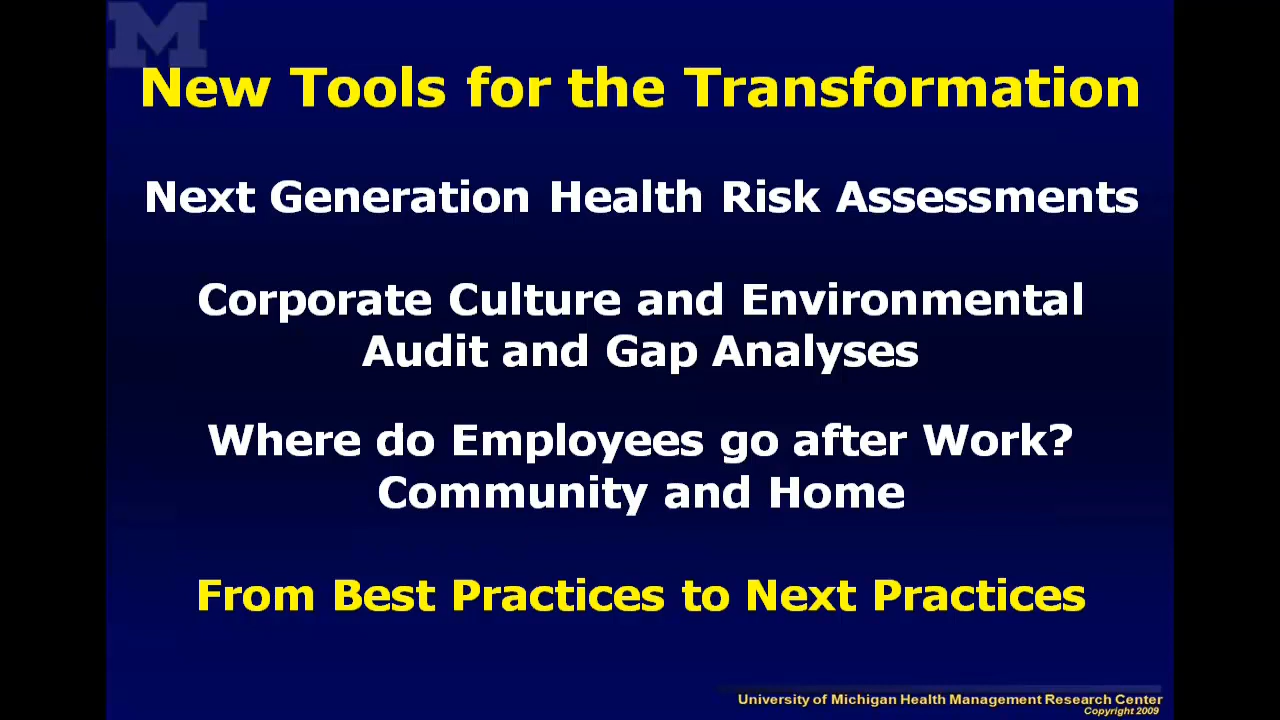 M
New Tools for the Transformation
Next Generation Health Risk Assessments
Corporate Culture and Environmental
Audit and Gap Analyses
Where do Employees go after Work?
Community and Home
From Best Practices to Next Practices
University of Michigan Health Management Research Center
Copyright 2009